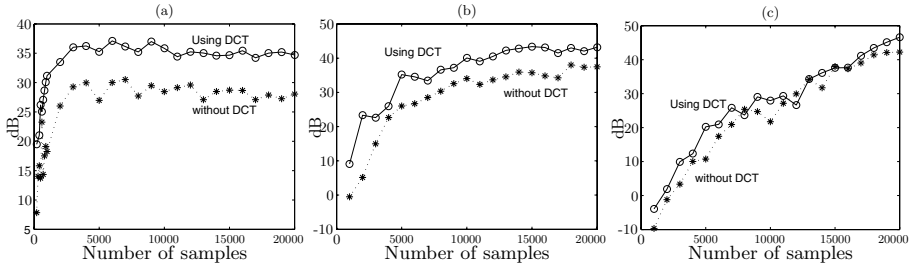 (a)
40
35
30
25
20
15
10
5
dB
Using DCT
without DCT
0 5000 10000 15000 20000
Number of samples
(b)
50
40
30
20
10
0
-10
dB
Using DCT
without DCT
0 5000 10000 15000 20000
Number of samples
(c)
50
40
30
20
10
0
-10
dB
Using DCT
without DCT
0 5000 10000 15000 20000
Number of samples